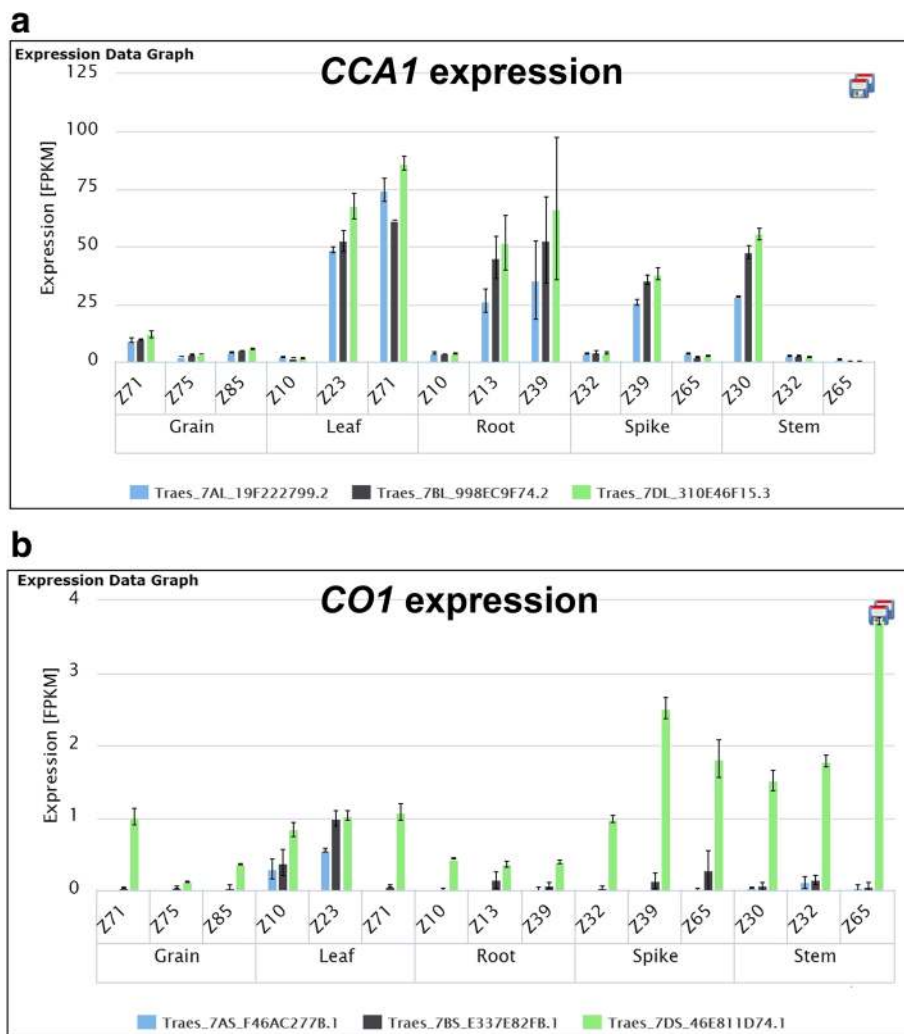 a
Expression Data Graph
CCA1 expression
125
100
75
50
25
0
Expression [FPKM]
Z71 Z75 Z85 Z10 Z23 Z71 Z10 Z13 Z39 Z32 Z39 Z65 Z30 Z32 Z65
Grain Leaf Root Spike Stem
Traes_7AL_19F222799.2 Traes_7BL_998EC9F74.2 Traes_7DL_310E46F15.3
b
Expression Data Graph
CO1 expression
4
3
2
1
0
Expression [FPKM]
Z71 Z75 Z85 Z10 Z23 Z71 Z10 Z13 Z39 Z32 Z39 Z65 Z30 Z32 Z65
Grain Leaf Root Spike Stem
Traes_7AS_F46AC277B.1 Traes_7BS_E337E82FB.1 Traes_7DS_46E811D74.1